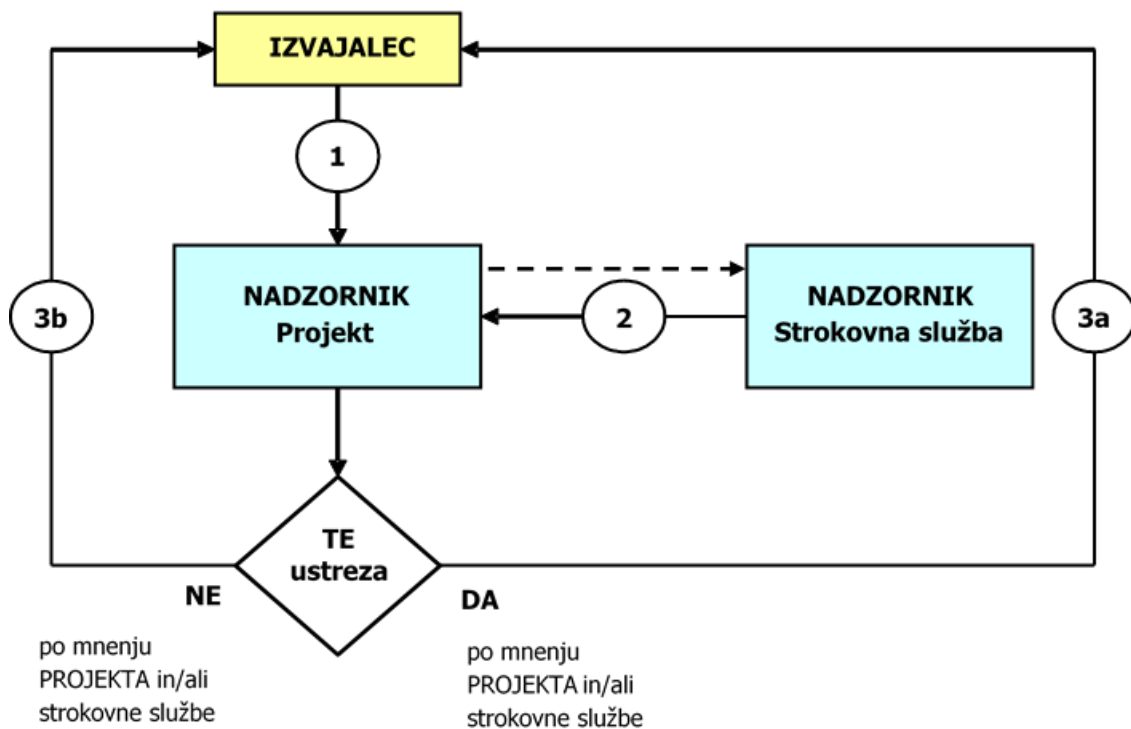 IZVAJALEC
1
NADZORNIK
Projekt
NADZORNIK
Strokovna služba
3b
2
3a
TE
ustreza
NE
DA
po mnenju
PROJEKTA in/ali
strokovne službe
po mnenju
PROJEKTA in/ali
strokovne službe